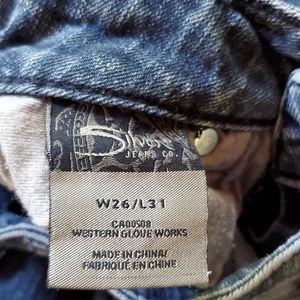 Silver
JEANS CO.
W26/L31
CA00508
WESTERN GLOVE WORKS
MADE IN CHINA/
FABRIQUÉ EN CHINE